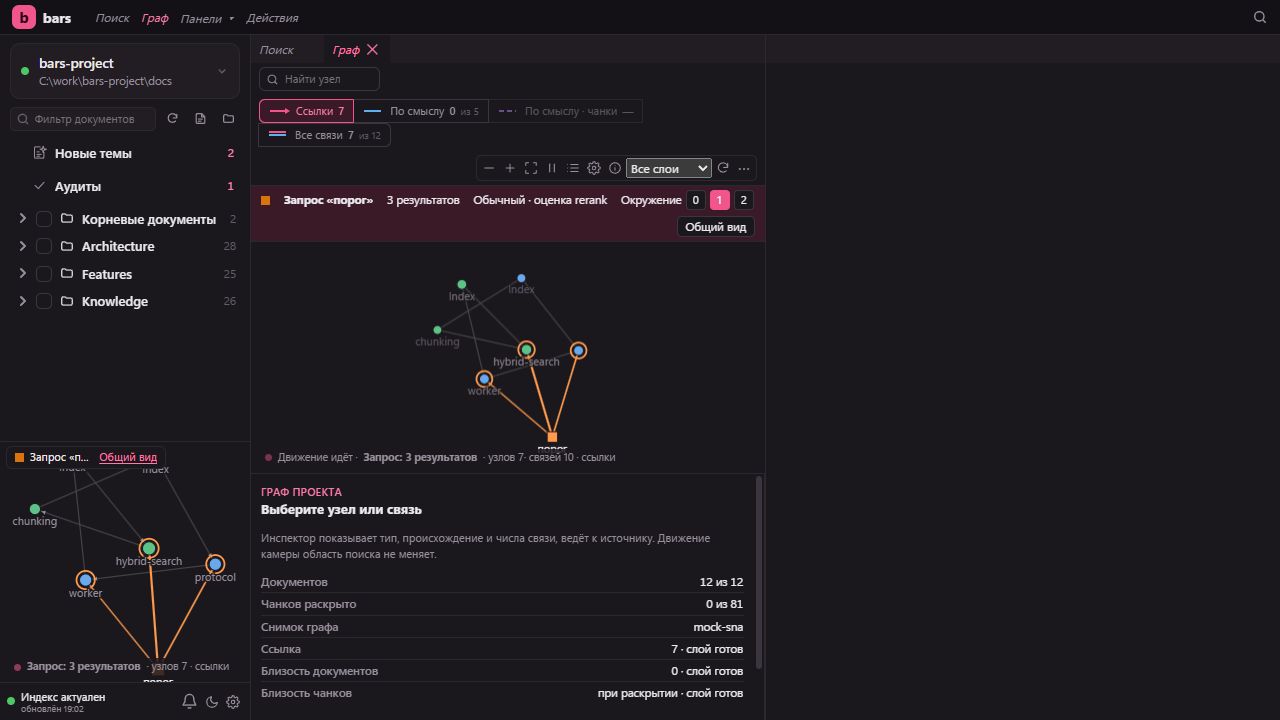 b bars Поиск Граф Панели Действия
bars-project
C:\work\bars-project\docs
Фильтр документов
Новые темы 2
Аудиты 1
Корневые документы 2
Architecture 28
Features 25
Knowledge 26
Запрос «п... Общий вид
index index
chunking
hybrid-search
protocol
worker
Запрос: 3 результатов · узлов 7 · ссылки
порог
Индекс актуален
обновлён 19:02
Поиск Граф
Найти узел
Ссылки 7 По смыслу 0 из 5 По смыслу · чанки —
Все связи 7 из 12
Все слои
Запрос «порог» 3 результатов Обычный · оценка rerank Окружение 0 1 2
Общий вид
index index
chunking
hybrid-search
worker
порог
Движение идёт · Запрос: 3 результатов · узлов 7 · связей 10 · ссылки
ГРАФ ПРОЕКТА
Выберите узел или связь
Инспектор показывает тип, происхождение и числа связи, ведёт к источнику. Движение
камеры область поиска не меняет.
Документов 12 из 12
Чанков раскрыто 0 из 81
Снимок графа mock-sna
Ссылка 7 · слой готов
Близость документов 0 · слой готов
Близость чанков при раскрытии · слой готов